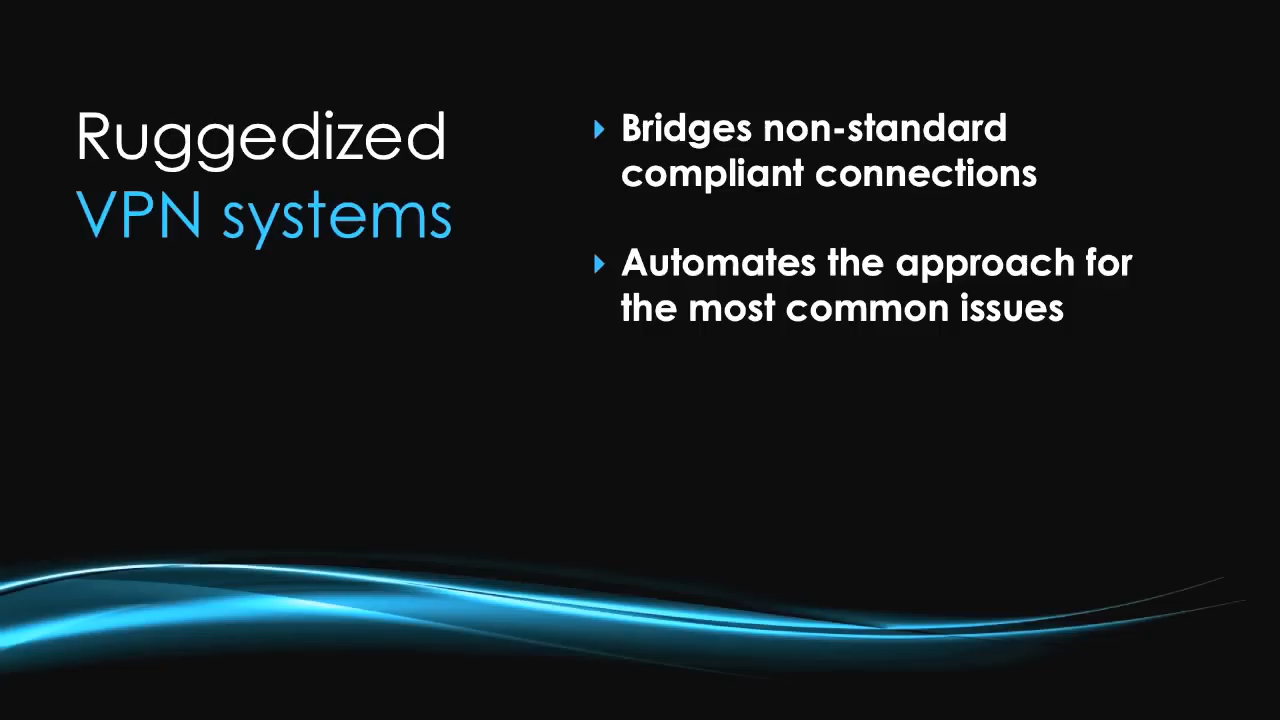 Ruggedized
VPN systems
Bridges non-standard
compliant connections
Automates the approach for
the most common issues